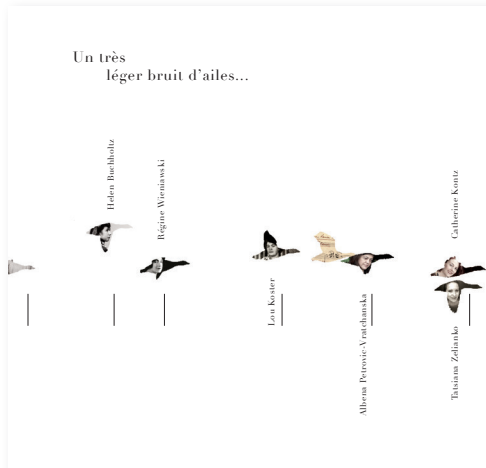 Un très
léger bruit d'ailes...
Helen Buchholtz
Régine Wieniawski
Lou Koster
Albena Petrovic-Vratchanska
Catherine Kontz
Tatsiana Zelianko